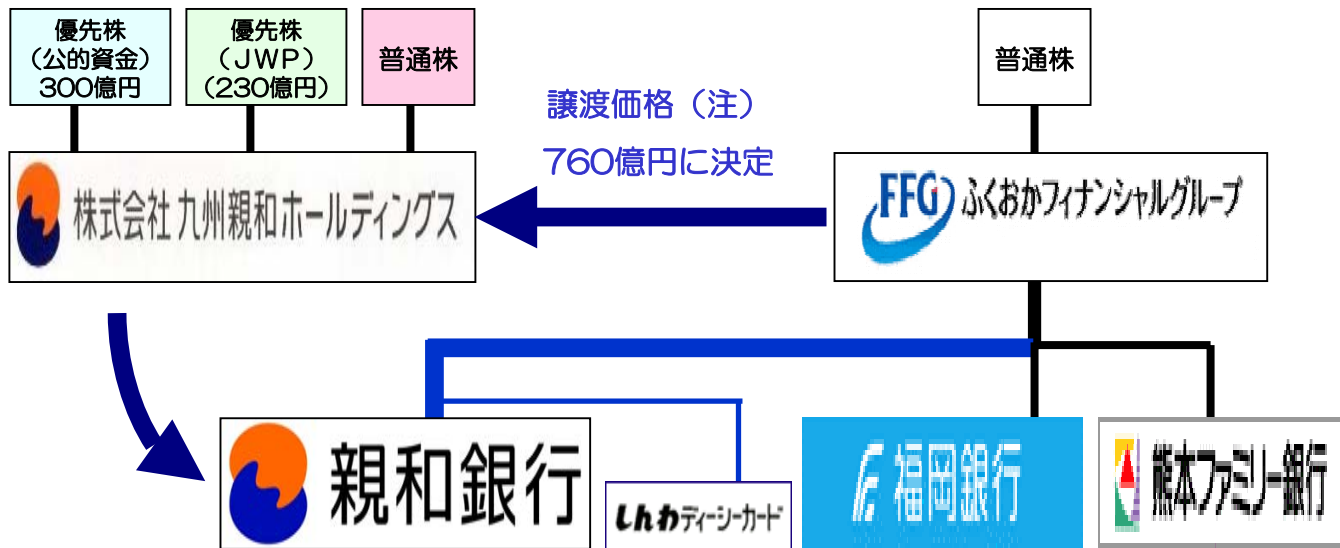 優先株
（公的資金）
300億円
優先株
（JWP）
（230億円）
普通株
普通株
譲渡価格（注）
760億円に決定
株式会社 九州親和ホールディングス
FFG ふくおかフィナンシャルグループ
親和銀行
しんわディーシーカード
福岡銀行
熊本ファミリー銀行